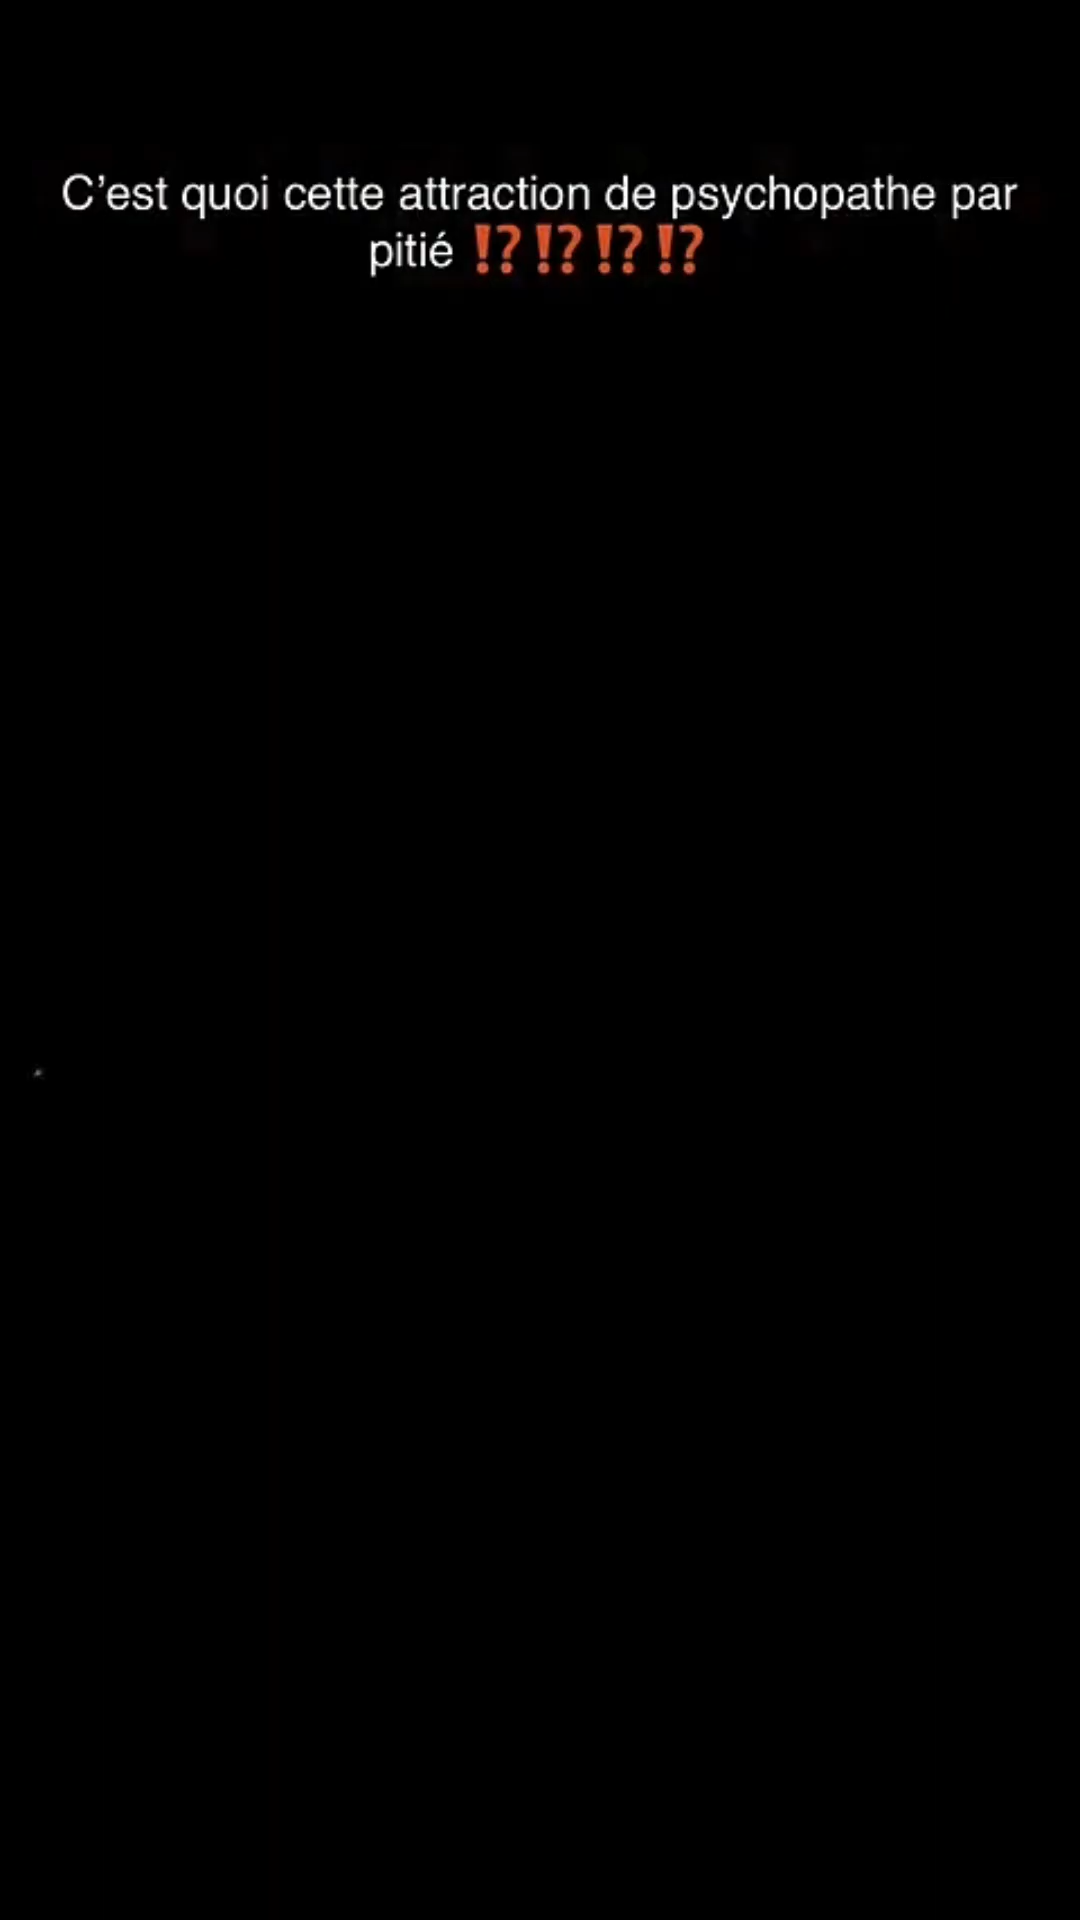 C’est quoi cette attraction de psychopathe par
pitié ⁉️⁉️⁉️⁉️